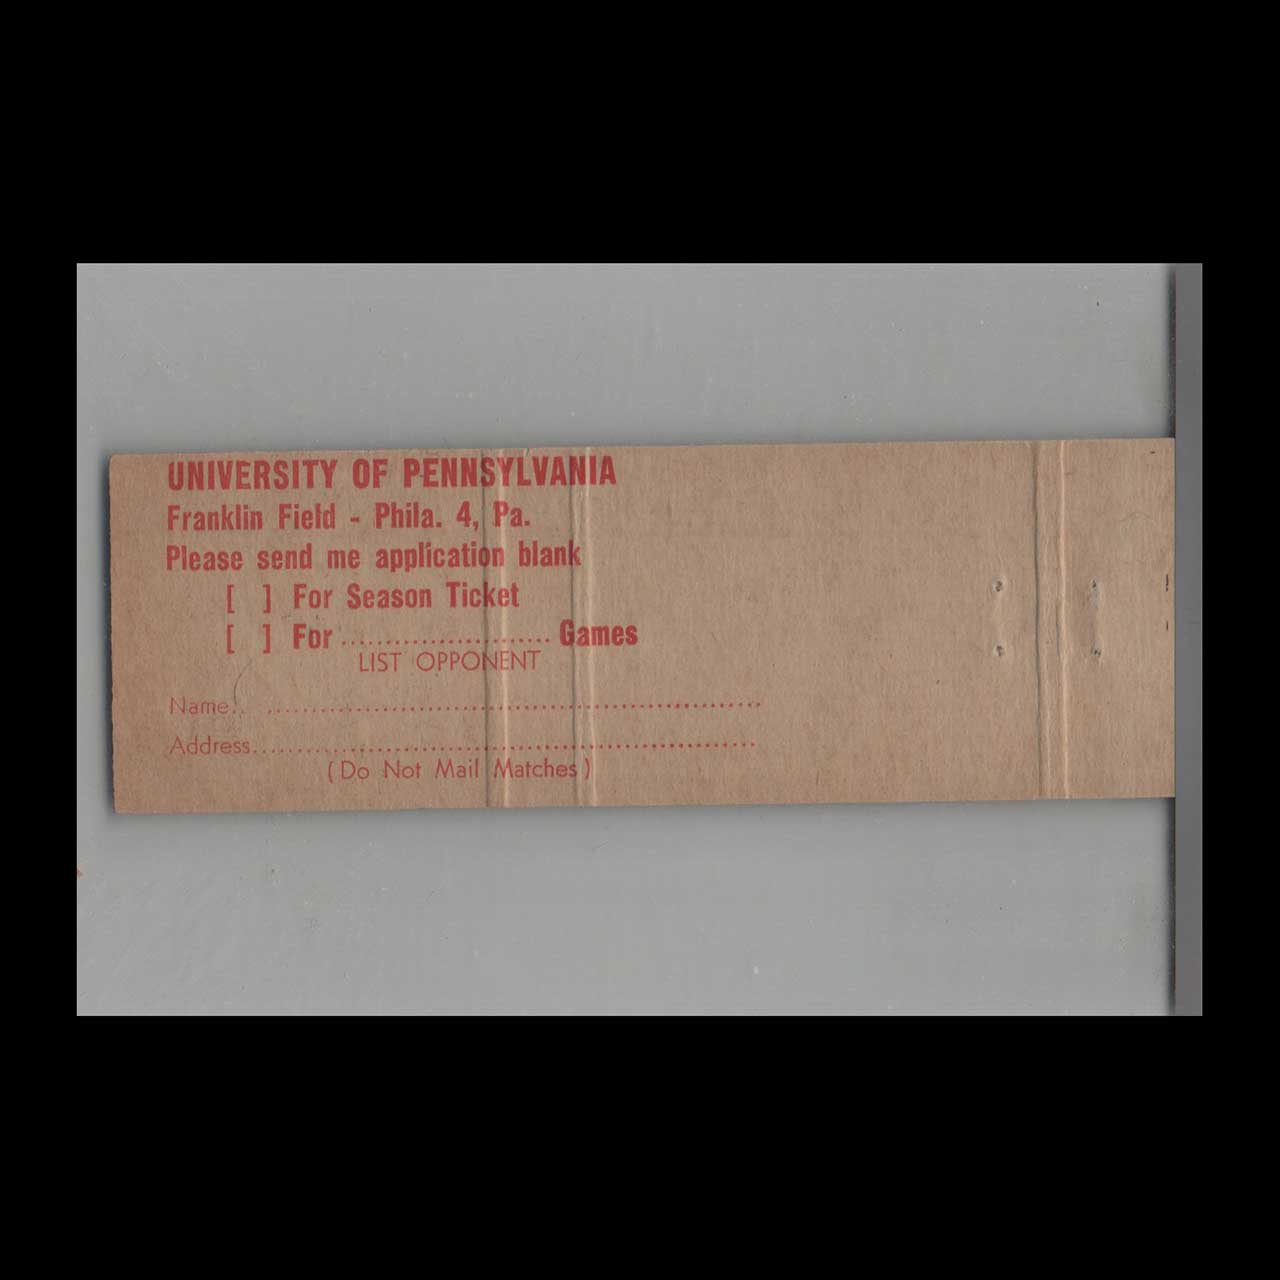 UNIVERSITY OF PENNSYLVANIA
Franklin Field - Phila. 4, Pa.
Please send me application blank
[ ] For Season Ticket
[ ] For ........................ Games
LIST OPPONENT
Name.. ..........................................................
Address...........................................................
(Do Not Mail Matches)